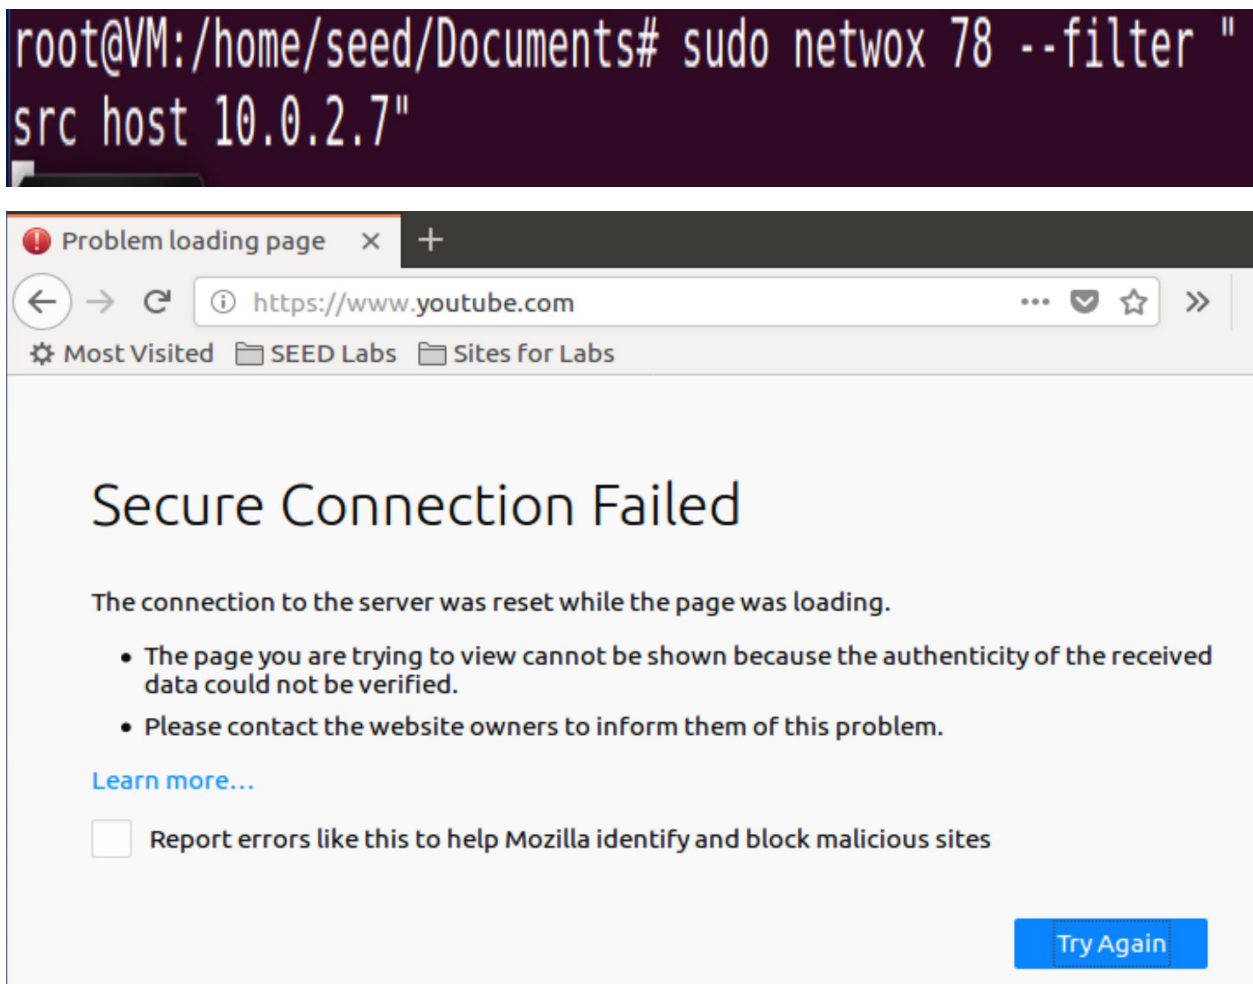 root@VM:/home/seed/Documents# sudo netwox 78 --filter "
src host 10.0.2.7"
Problem loading page
https://www.youtube.com
Most Visited SEED Labs Sites for Labs
Secure Connection Failed
The connection to the server was reset while the page was loading.
• The page you are trying to view cannot be shown because the authenticity of the received
data could not be verified.
• Please contact the website owners to inform them of this problem.
Learn more…
Report errors like this to help Mozilla identify and block malicious sites
Try Again